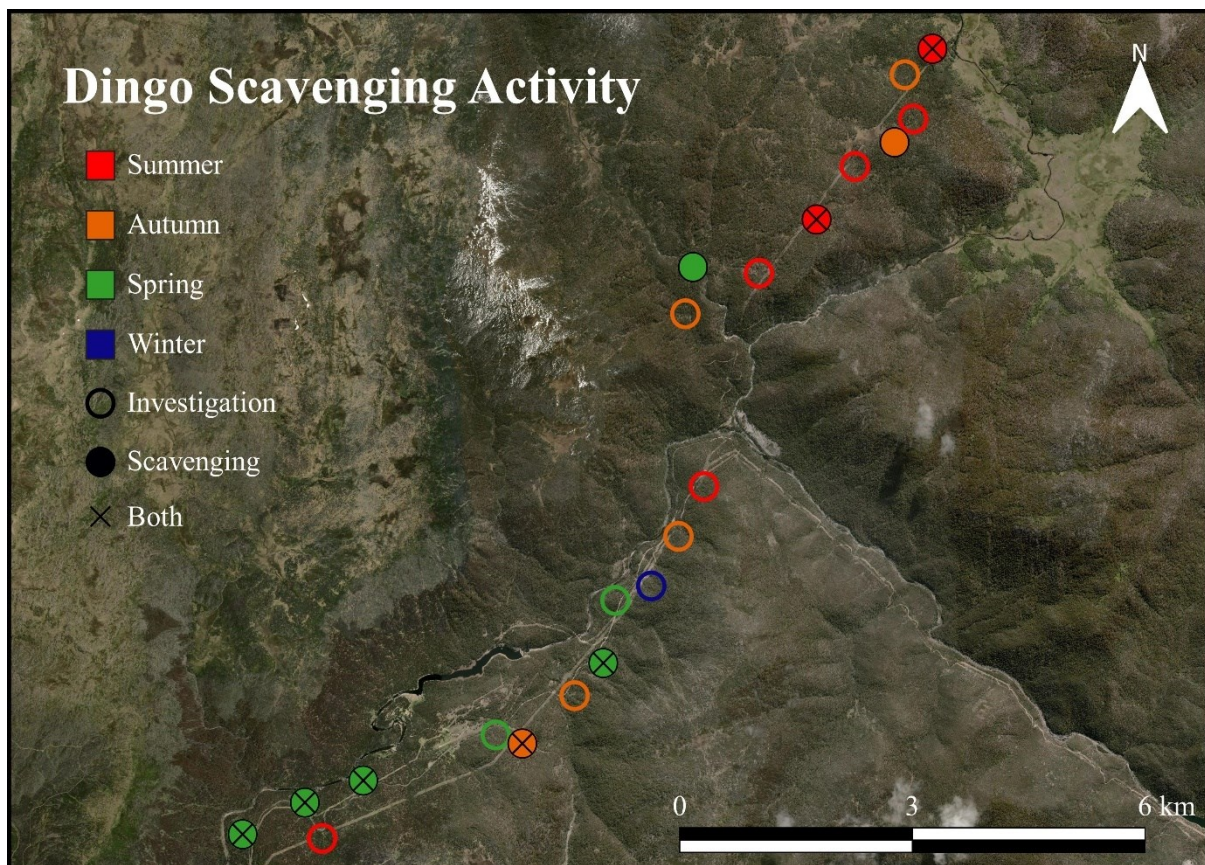 Dingo Scavenging Activity
N
Summer
Autumn
Spring
Winter
Investigation
Scavenging
Both
0 3 6 km